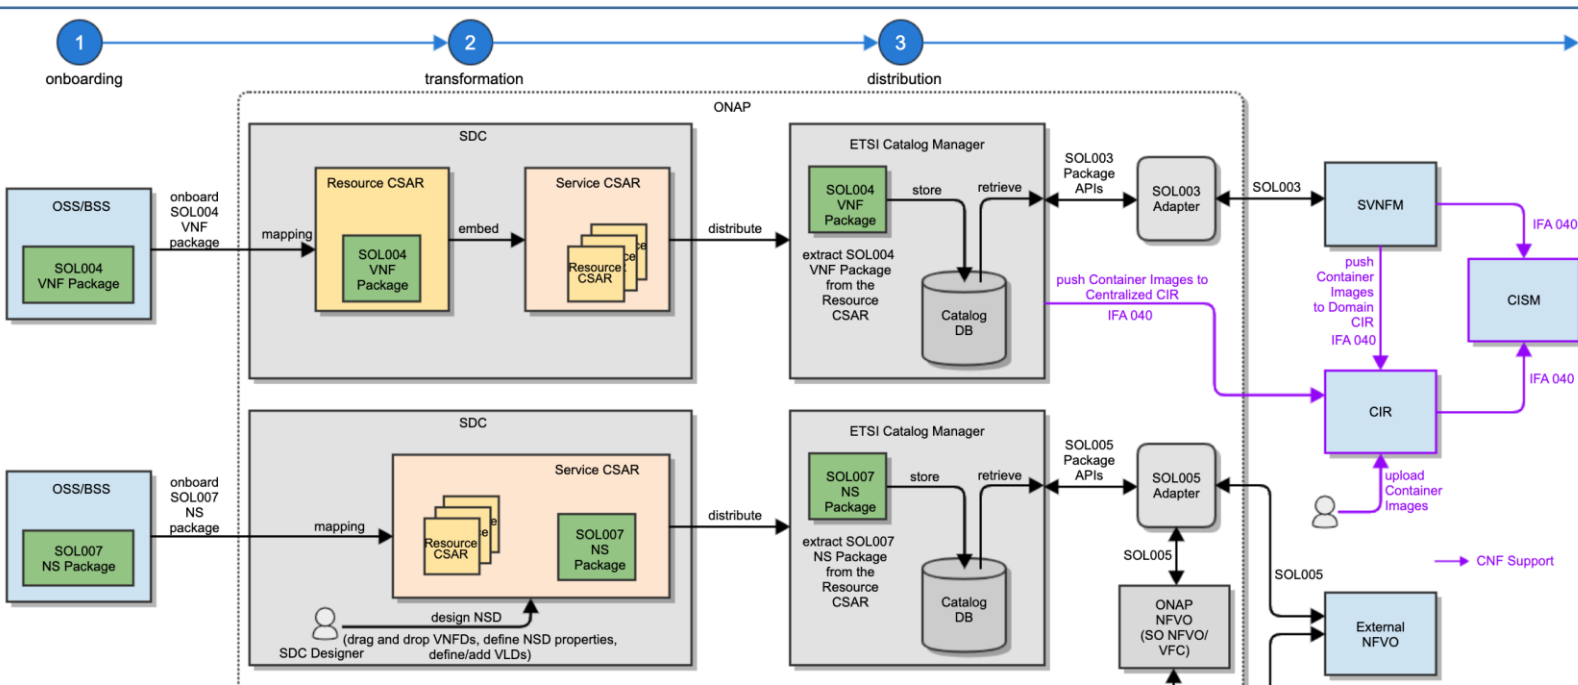 1
2
3
onboarding
transformation
distribution
ONAP
SDC
ETSI Catalog Manager
OSS/BSS
SOL004
VNF Package
onboard
SOL004
VNF
package
mapping
Resource CSAR
SOL004
VNF
Package
embed
Service CSAR
ce
ce
Resource
CSAR
distribute
SOL004
VNF
Package
store
retrieve
extract SOL004
VNF Package
from the
Resource
CSAR
Catalog
DB
SOL003
Package
APIs
SOL003
Adapter
SOL003
SVNFM
IFA 040
push
Container
Images
to Domain
CIR
IFA 040
CISM
push Container Images to
Centralized CIR
IFA 040
IFA 040
CIR
upload
Container
Images
CNF Support
SDC
ETSI Catalog Manager
OSS/BSS
SOL007
NS Package
onboard
SOL007
NS
package
mapping
Service CSAR
e
e
Resource
CSAR
SOL007
NS
Package
design NSD
(drag and drop VNFDs, define NSD properties,
define/add VLDs)
SDC Designer
distribute
SOL007
NS
Package
store
retrieve
extract SOL007
NS Package
from the
Resource
CSAR
Catalog
DB
SOL005
Package
APIs
SOL005
Adapter
SOL005
SOL005
ONAP
NFVO
(SO NFVO/
VFC)
External
NFVO